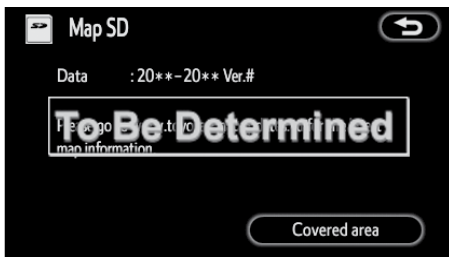 Map SD
Data : 20**-20** Ver.#
To Be Determined
map information
Covered area